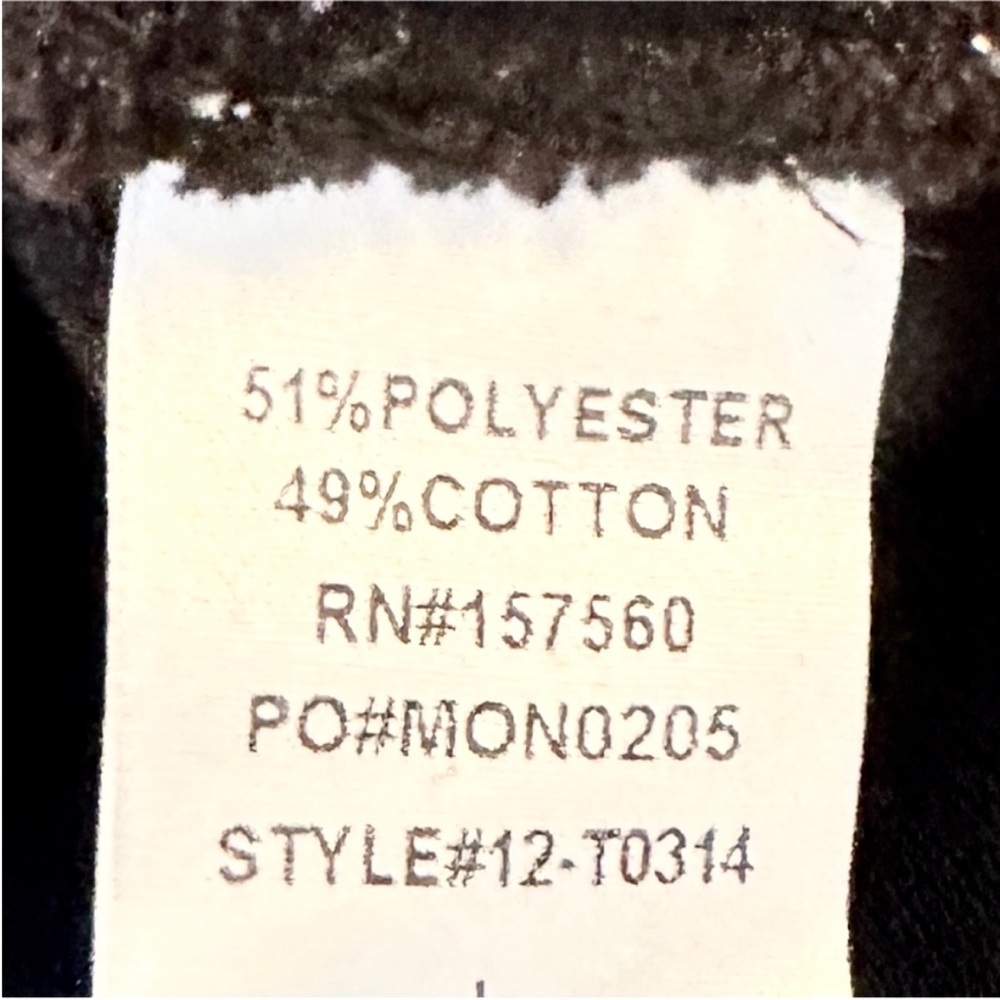 51%POLYESTER
49%COTTON
RN#157560
PO#MON0205
STYLE#12-T0314